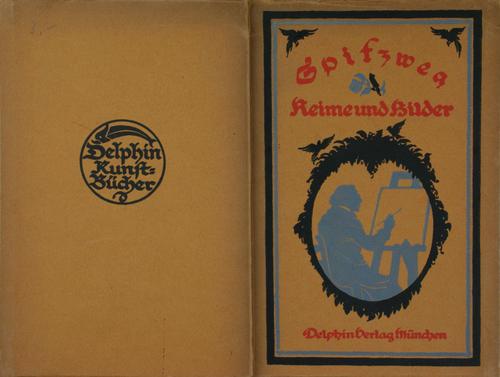 Delphin
Kunst=
Bücher
Spitzweg
Reime und Bilder
Delphin Verlag München